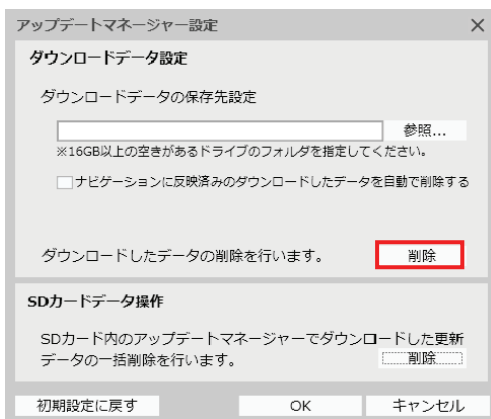 アップデートマネージャー設定
ダウンロードデータ設定
ダウンロードデータの保存先設定
参照...
※16GB以上の空きがあるドライブのフォルダを指定してください。
ナビゲーションに反映済みのダウンロードしたデータを自動で削除する
ダウンロードしたデータの削除を行います。 削除
SDカードデータ操作
SDカード内のアップデートマネージャーでダウンロードした更新
データの一括削除を行います。 削除
初期設定に戻す OK キャンセル